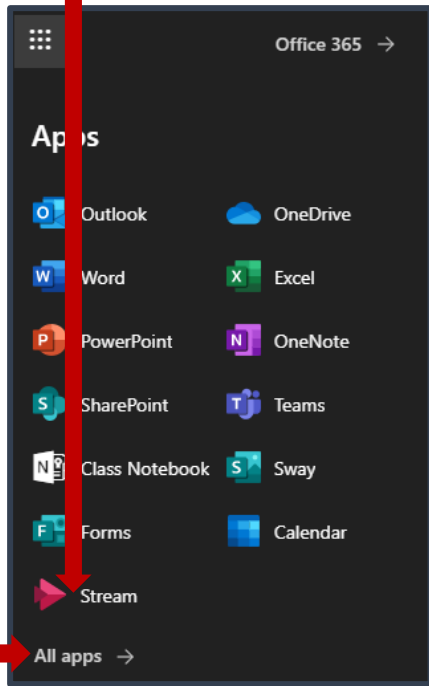 Office 365 →
Apps
Outlook OneDrive
Word Excel
PowerPoint OneNote
SharePoint Teams
Class Notebook Sway
Forms Calendar
Stream
All apps →